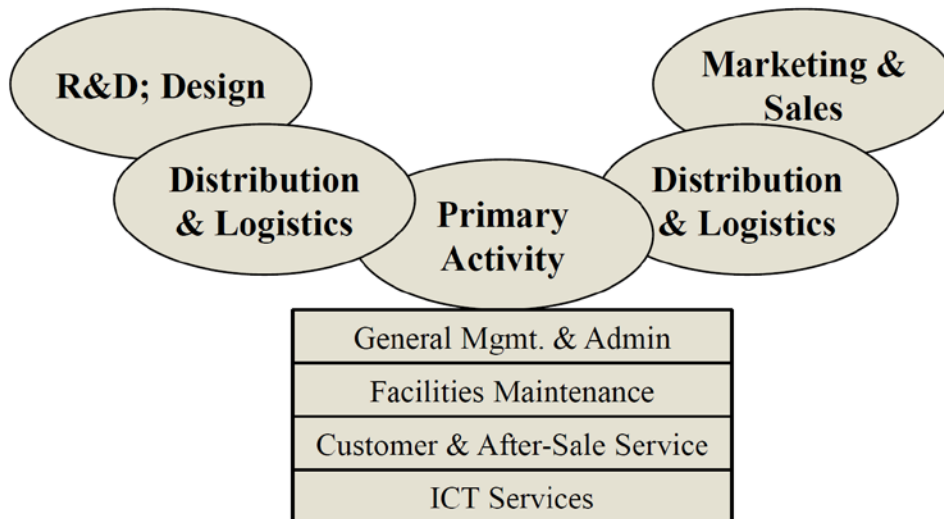 R&D; Design
Marketing &
Sales
Distribution
& Logistics
Primary
Activity
Distribution
& Logistics
General Mgmt. & Admin
Facilities Maintenance
Customer & After-Sale Service
ICT Services